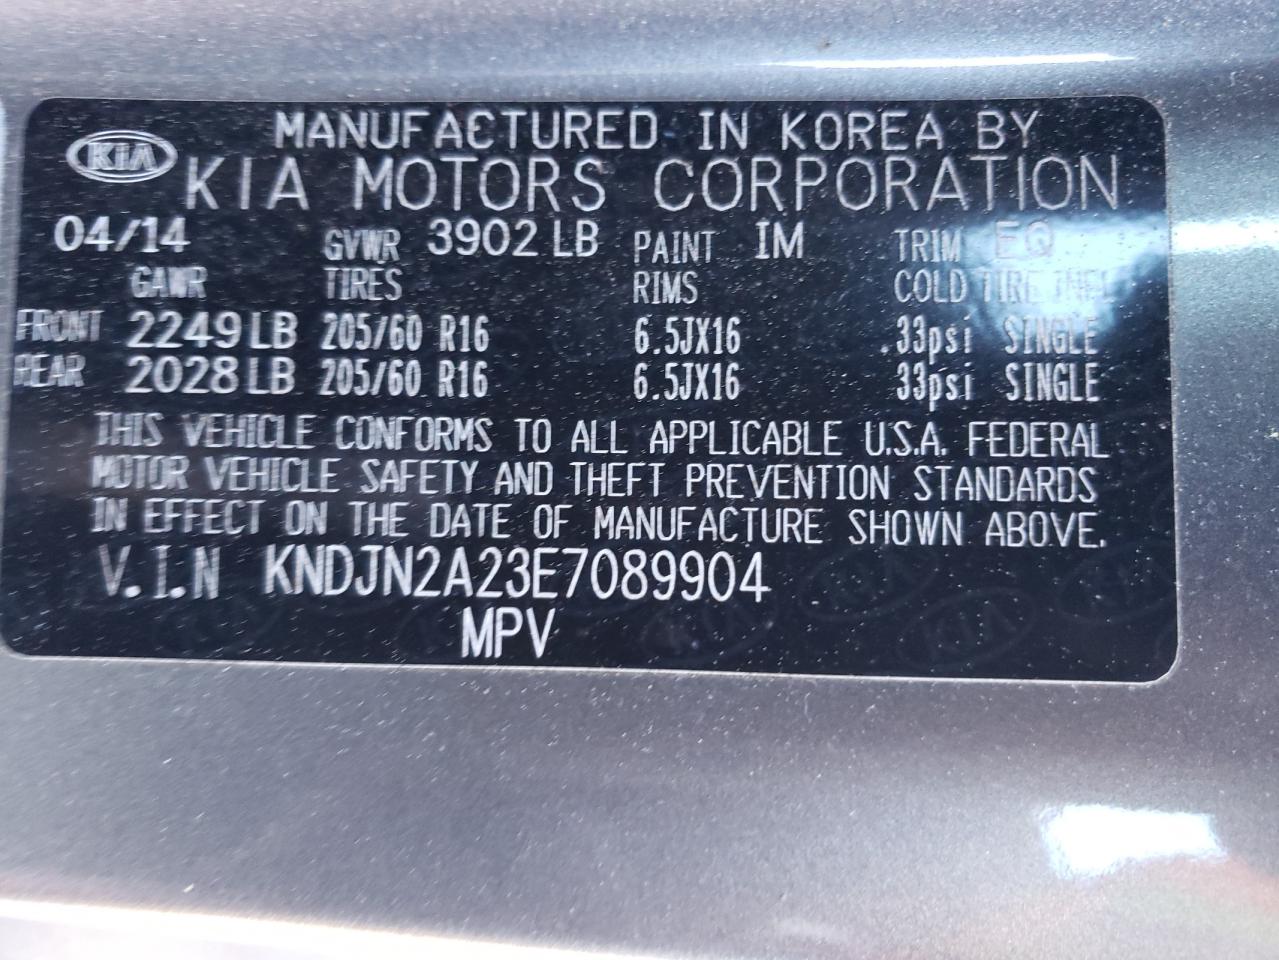 MANUFACTURED IN KOREA BY
KIA KIA MOTORS CORPORATION
04/14 GVWR 3902 LB PAINT IM TRIM EQ
GAWR TIRES RIMS COLD TIRE INFL
FRONT 2249 LB 205/60 R16 6.5JX16 .33psi SINGLE
REAR 2028 LB 205/60 R16 6.5JX16 33psi SINGLE
THIS VEHICLE CONFORMS TO ALL APPLICABLE U.S.A. FEDERAL
MOTOR VEHICLE SAFETY AND THEFT PREVENTION STANDARDS
IN EFFECT ON THE DATE OF MANUFACTURE SHOWN ABOVE.
V.I.N KNDJN2A23E7089904
MPV